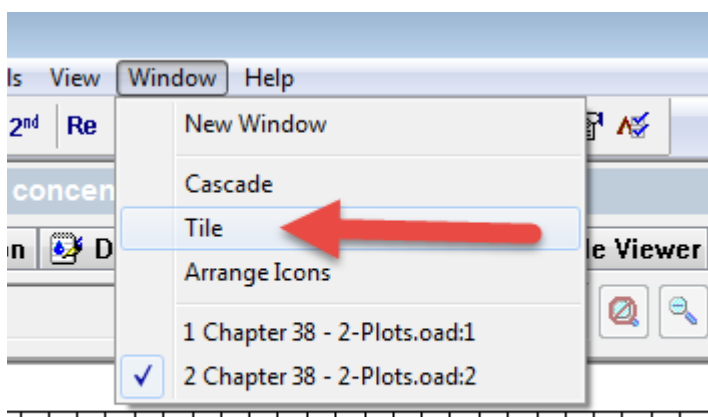 ls View Window Help
2nd Re
New Window
concen
Cascade
Tile
n D
le Viewer
Arrange Icons
1 Chapter 38 - 2-Plots.oad:1
2 Chapter 38 - 2-Plots.oad:2